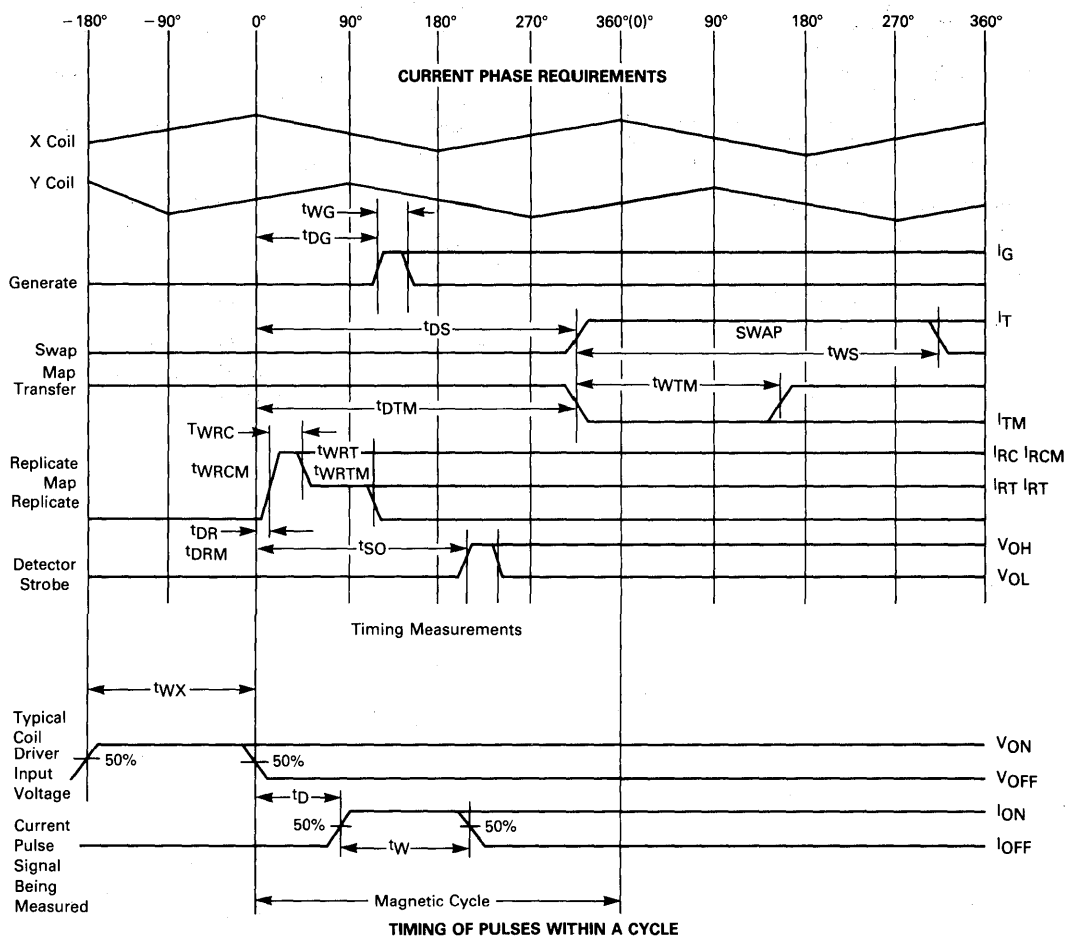 −180° −90° 0° 90° 180° 270° 360°(0)° 90° 180° 270° 360°
CURRENT PHASE REQUIREMENTS
X Coil
Y Coil
tWG
tDG
IG
Generate
tDS
IT
SWAP
Swap
tWS
Map
Transfer
tWTM
tDTM
ITM
TWRC
tWRT
IRC IRCM
Replicate
tWRCM
tWRTM
Map
IRT IRT
Replicate
tDR
tDRM
tSO
VOH
Detector
Strobe
VOL
Timing Measurements
tWX
Typical
Coil
Driver
50%
50%
VON
Input
VOFF
Voltage
tD
ION
Current
50%
50%
Pulse
tW
IOFF
Signal
Being
Measured
Magnetic Cycle
TIMING OF PULSES WITHIN A CYCLE